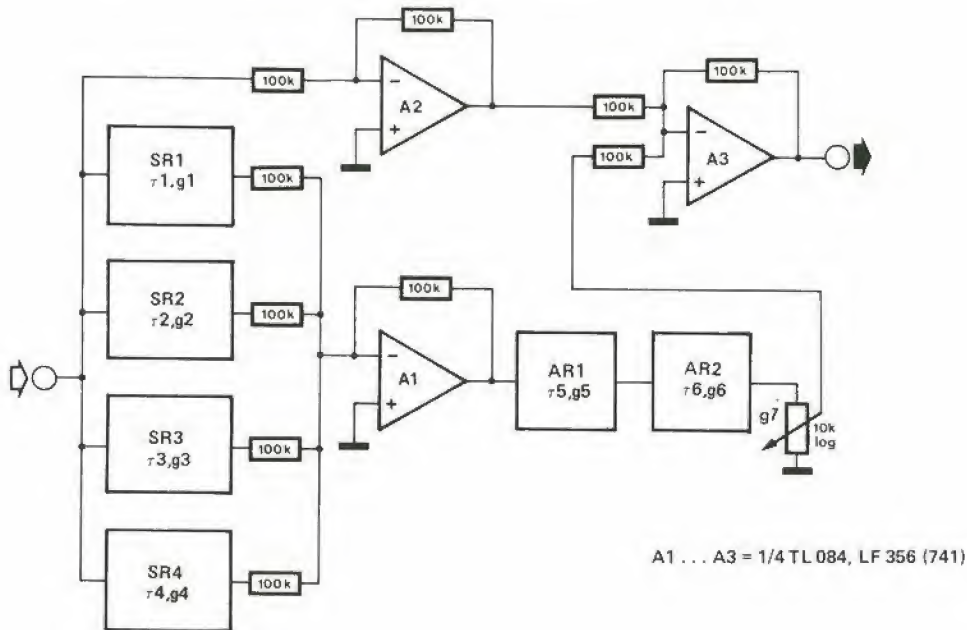 100k
100k
-
A2
+
100k
100k
100k
-
A3
+
SR1
τ1,g1
100k
SR2
τ2,g2
100k
SR3
τ3,g3
100k
SR4
τ4,g4
100k
100k
-
A1
+
AR1
τ5,g5
AR2
τ6,g6
g7
10k
log
A1 . . . A3 = 1/4 TL 084, LF 356 (741)